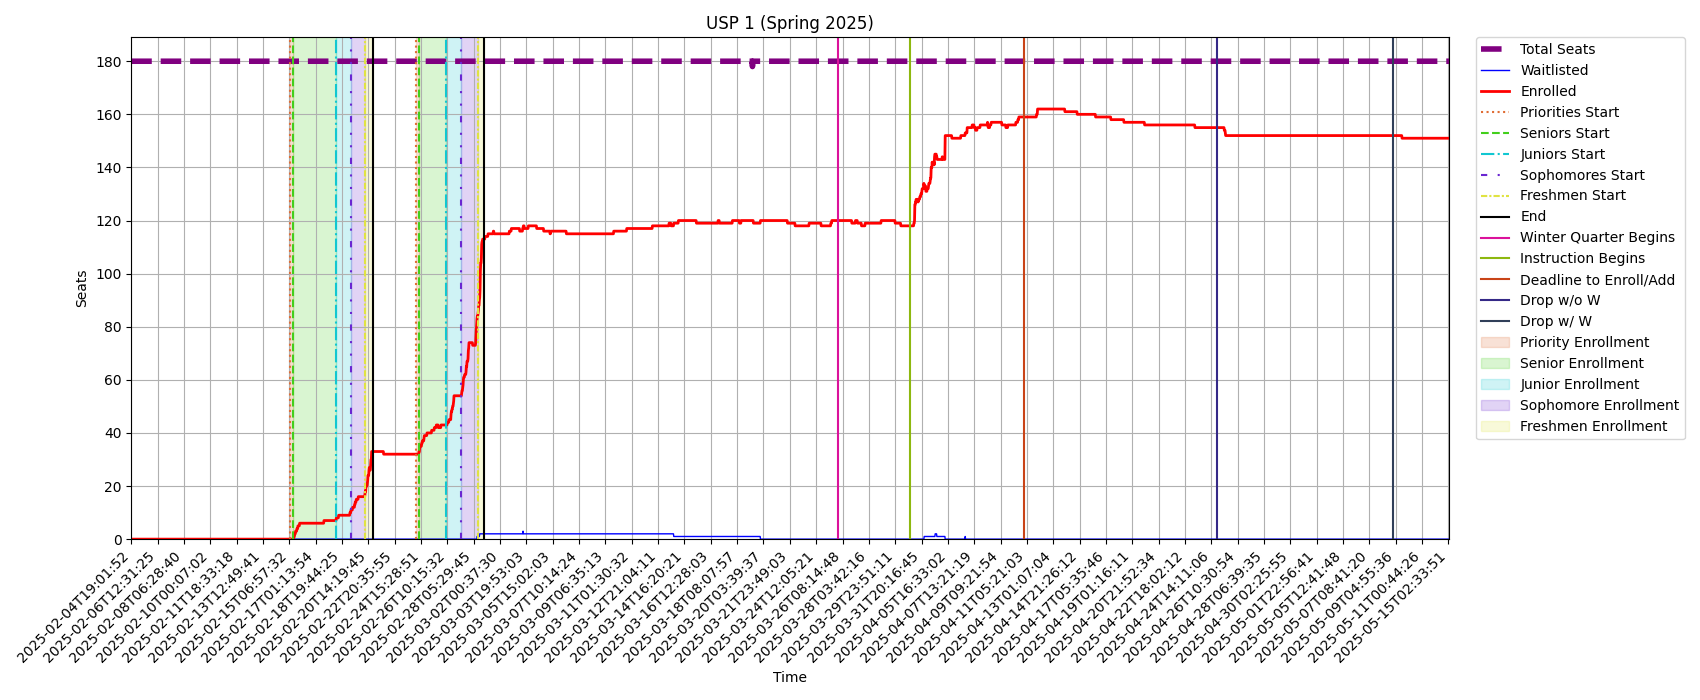 USP 1 (Spring 2025)
Seats
180
160
140
120
100
80
60
40
20
0
2025-02-04T19:01:52
2025-02-06T12:31:25
2025-02-08T06:28:40
2025-02-10T00:07:02
2025-02-11T18:33:18
2025-02-13T12:49:41
2025-02-15T06:57:32
2025-02-17T01:13:54
2025-02-18T19:44:25
2025-02-20T14:19:45
2025-02-22T20:35:55
2025-02-24T15:28:51
2025-02-26T10:15:32
2025-02-28T05:29:45
2025-03-02T00:37:30
2025-03-03T19:53:03
2025-03-05T15:02:03
2025-03-07T10:14:24
2025-03-09T06:35:13
2025-03-11T01:30:32
2025-03-12T21:04:11
2025-03-14T16:20:21
2025-03-16T12:28:03
2025-03-18T08:07:57
2025-03-20T03:39:37
2025-03-21T23:49:03
2025-03-24T12:05:21
2025-03-26T08:14:48
2025-03-28T03:42:16
2025-03-29T23:51:11
2025-03-31T20:16:45
2025-04-05T16:33:02
2025-04-07T13:21:19
2025-04-09T09:21:54
2025-04-11T05:21:03
2025-04-13T01:07:04
2025-04-14T21:26:12
2025-04-17T05:35:46
2025-04-19T01:16:11
2025-04-20T21:52:34
2025-04-22T18:02:12
2025-04-24T14:11:06
2025-04-26T10:30:54
2025-04-28T06:39:35
2025-04-30T02:25:55
2025-05-01T22:56:41
2025-05-05T12:41:48
2025-05-07T08:41:20
2025-05-09T04:55:36
2025-05-11T00:44:26
2025-05-15T02:33:51
Time
Total Seats
Waitlisted
Enrolled
Priorities Start
Seniors Start
Juniors Start
Sophomores Start
Freshmen Start
End
Winter Quarter Begins
Instruction Begins
Deadline to Enroll/Add
Drop w/o W
Drop w/ W
Priority Enrollment
Senior Enrollment
Junior Enrollment
Sophomore Enrollment
Freshmen Enrollment